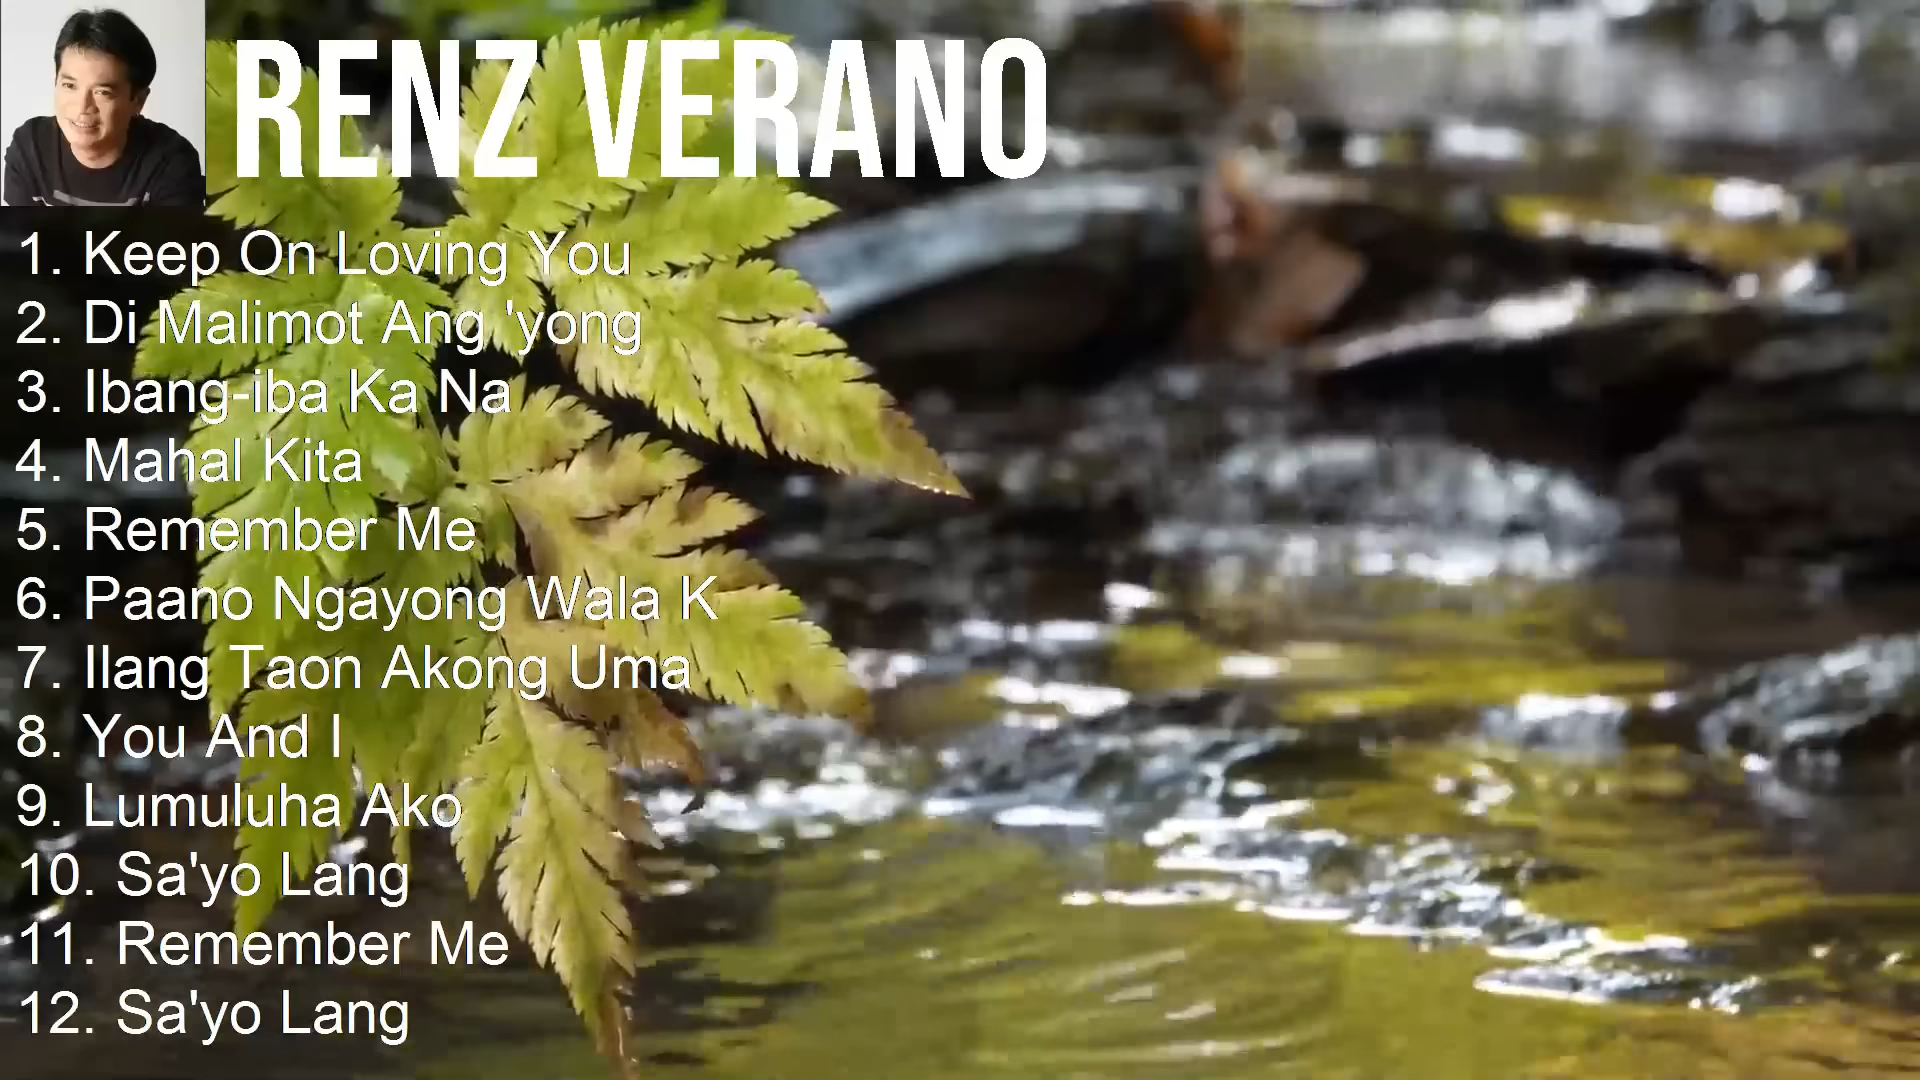 RENZ VERANO
1. Keep On Loving You
2. Di Malimot Ang 'yong
3. Ibang-iba Ka Na
4. Mahal Kita
5. Remember Me
6. Paano Ngayong Wala K
7. Ilang Taon Akong Uma
8. You And I
9. Lumuluha Ako
10. Sa'yo Lang
11. Remember Me
12. Sa'yo Lang